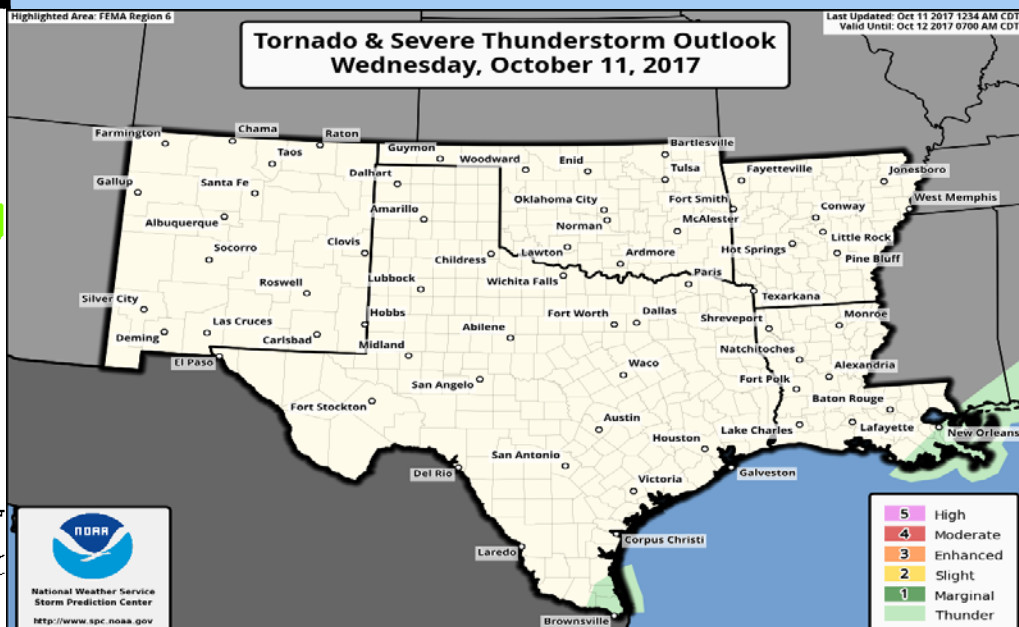 Highlighted Area: FEMA Region 6
Last Updated: Oct 11 2017 1234 AM CDT
Valid Until: Oct 12 2017 0700 AM CDT
Tornado & Severe Thunderstorm Outlook
Wednesday, October 11, 2017
Farmington
Chama
Raton
Taos
Guymon
Woodward
Enid
Bartlesville
Tulsa
Fayetteville
Jonesboro
Gallup
Santa Fe
Dalhart
Amarillo
Oklahoma City
Fort Smith
Conway
West Memphis
Albuquerque
Norman
McAlester
Socorro
Clovis
Childress
Lawton
Ardmore
Hot Springs
Little Rock
Pine Bluff
Roswell
Lubbock
Wichita Falls
Paris
Silver City
Texarkana
Las Cruces
Hobbs
Abilene
Fort Worth
Dallas
Shreveport
Monroe
Deming
Carlsbad
Midland
El Paso
San Angelo
Waco
Natchitoches
Alexandria
Fort Polk
Fort Stockton
Baton Rouge
Austin
Lake Charles
Lafayette
New Orleans
Houston
San Antonio
Del Rio
Victoria
Galveston
Laredo
Corpus Christi
Brownsville
NOAA
National Weather Service
Storm Prediction Center
http://www.spc.noaa.gov
5 High
4 Moderate
3 Enhanced
2 Slight
1 Marginal
Thunder